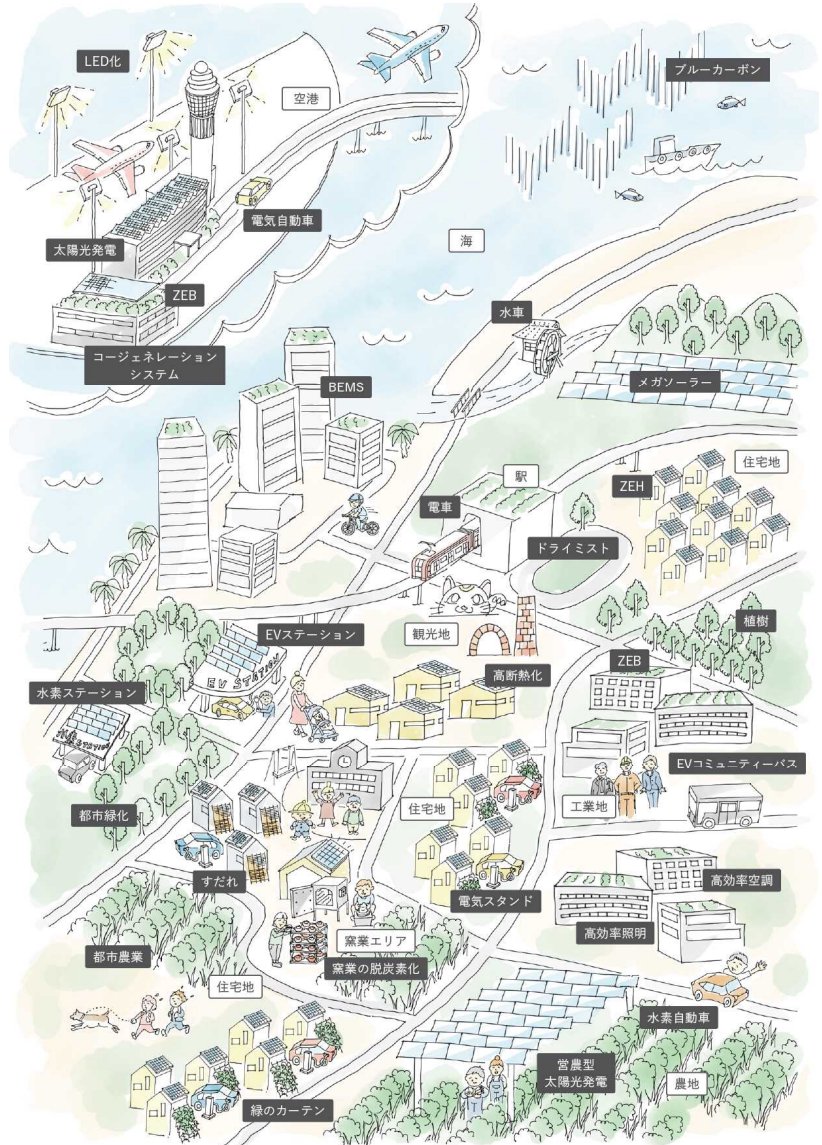 LED化
ブルーカーボン
空港
電気自動車
海
太陽光発電
ZEB
水車
コージェネレーション
システム
BEMS
メガソーラー
駅
住宅地
ZEH
電車
ドライミスト
植樹
EVステーション
観光地
ZEB
EV STATION
高断熱化
水素ステーション
EVコミュニティーバス
都市緑化
住宅地
工業地
すだれ
電気スタンド
高効率空調
高効率照明
窯業エリア
都市農業
窯業の脱炭素化
住宅地
水素自動車
営農型
太陽光発電
農地
緑のカーテン